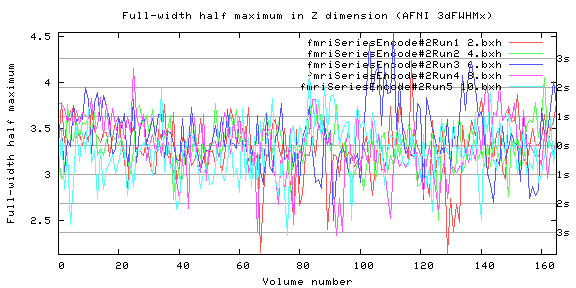 Full-width half maximum in Z dimension (AFNI 3dFWHMx)
4.5
4
3.5
3
2.5
Full-width half maximum
fmriSeriesEncode#2Run1 2.bxh
fmriSeriesEncode#2Run2 4.bxh
fmriSeriesEncode#2Run3 6.bxh
fmriSeriesEncode#2Run4 8.bxh
fmriSeriesEncode#2Run5 10.bxh
3s
2s
1s
0s
1s
2s
3s
0 20 40 60 80 100 120 140 160
Volume number